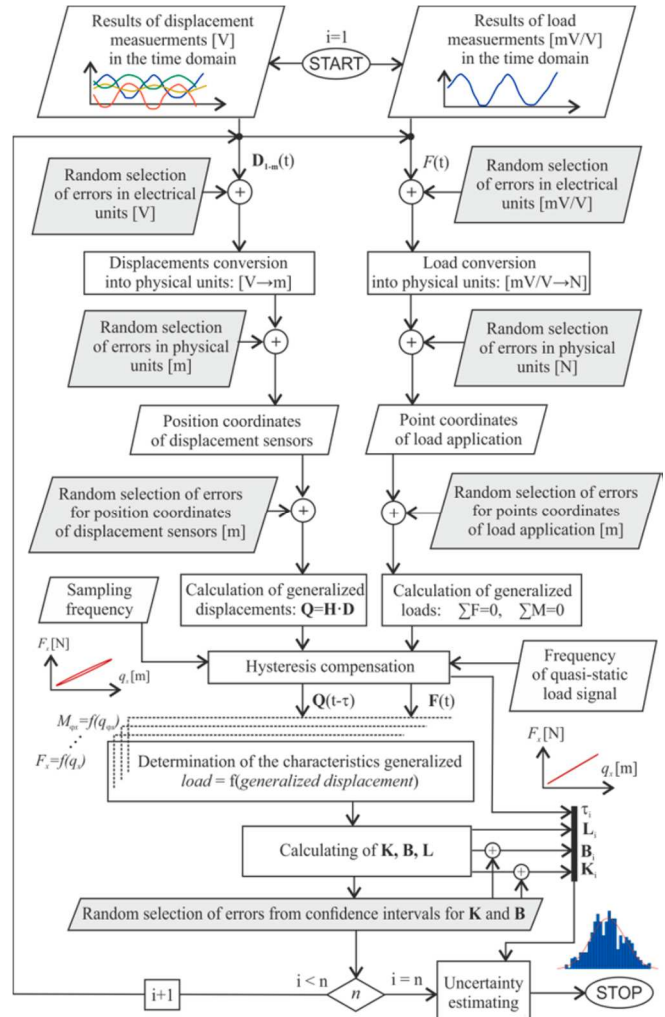 Results of displacement
measuerments [V]
in the time domain
i=1
START
Results of load
measuerments [mV/V]
in the time domain
D1-m(t)
F(t)
Random selection
of errors in electrical
units [V]
Random selection
of errors in electrical
units [mV/V]
Displacements conversion
into physical units: [V→m]
Load conversion
into physical units: [mV/V→N]
Random selection
of errors in physical
units [m]
Random selection
of errors in physical
units [N]
Position coordinates
of displacement sensors
Point coordinates
of load application
Random selection of errors
for position coordinates
of displacement sensors [m]
Random selection of errors
for points coordinates
of load application [m]
Sampling
frequency
Calculation of generalized
displacements: Q=H·D
Calculation of generalized
loads: ∑F=0, ∑M=0
Hysteresis compensation
Frequency
of quasi-static
load signal
[N]
[m]
Q(t-τ)
F(t)
Fx=f(qx)
Determination of the characteristics generalized
load = f(generalized displacement)
Fx[N]
qx[m]
Calculating of K, B, L
τi
Li
Bi
Ki
Random selection of errors from confidence intervals for K and B
i+1
i < n
n
i = n
Uncertainty
estimating
STOP